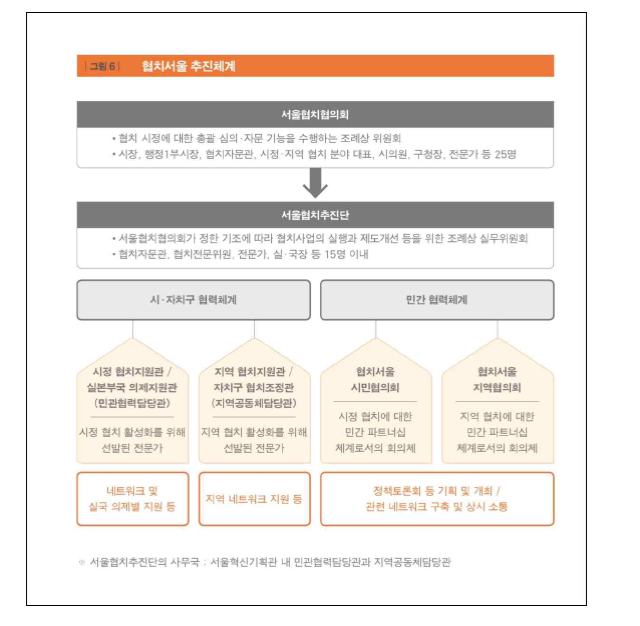 | 그림 6 | 협치서울 추진체계
서울협치협의회
• 협치 시정에 대한 총괄 심의·자문 기능을 수행하는 조례상 위원회
• 시장, 행정1부시장, 협치자문관, 시정·지역 협치 분야 대표, 시의원, 구청장, 전문가 등 25명
서울협치추진단
• 서울협치협의회가 정한 기조에 따라 협치사업의 실행과 제도개선 등을 위한 조례상 실무위원회
• 협치자문관, 협치전문위원, 전문가, 실·국장 등 15명 이내
시·자치구 협력체계
민간 협력체계
시정 협치지원관 /
실본부국 의제지원관
(민관협력담당관)
시정 협치 활성화를 위해
선발된 전문가
지역 협치지원관 /
자치구 협치조정관
(지역공동체담당관)
지역 협치 활성화를 위해
선발된 전문가
협치서울
시민협의회
시정 협치에 대한
민간 파트너십
체계로서의 회의체
협치서울
지역협의회
지역 협치에 대한
민간 파트너십
체계로서의 회의체
네트워크 및
실국 의제별 지원 등
지역 네트워크 지원 등
정책토론회 등 기획 및 개최 /
관련 네트워크 구축 및 상시 소통
※ 서울협치추진단의 사무국 : 서울혁신기획관 내 민관협력담당관과 지역공동체담당관